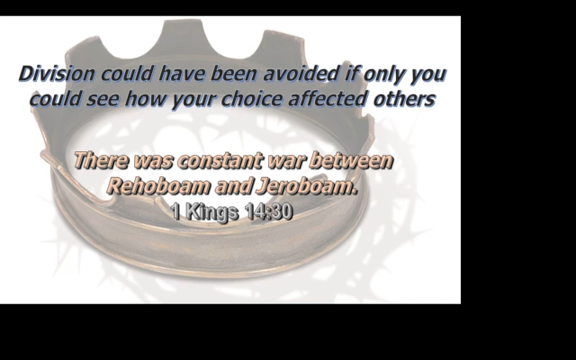 Division could have been avoided if only you
could see how your choice affected others
There was constant war between
Rehoboam and Jeroboam.
1 Kings 14:30